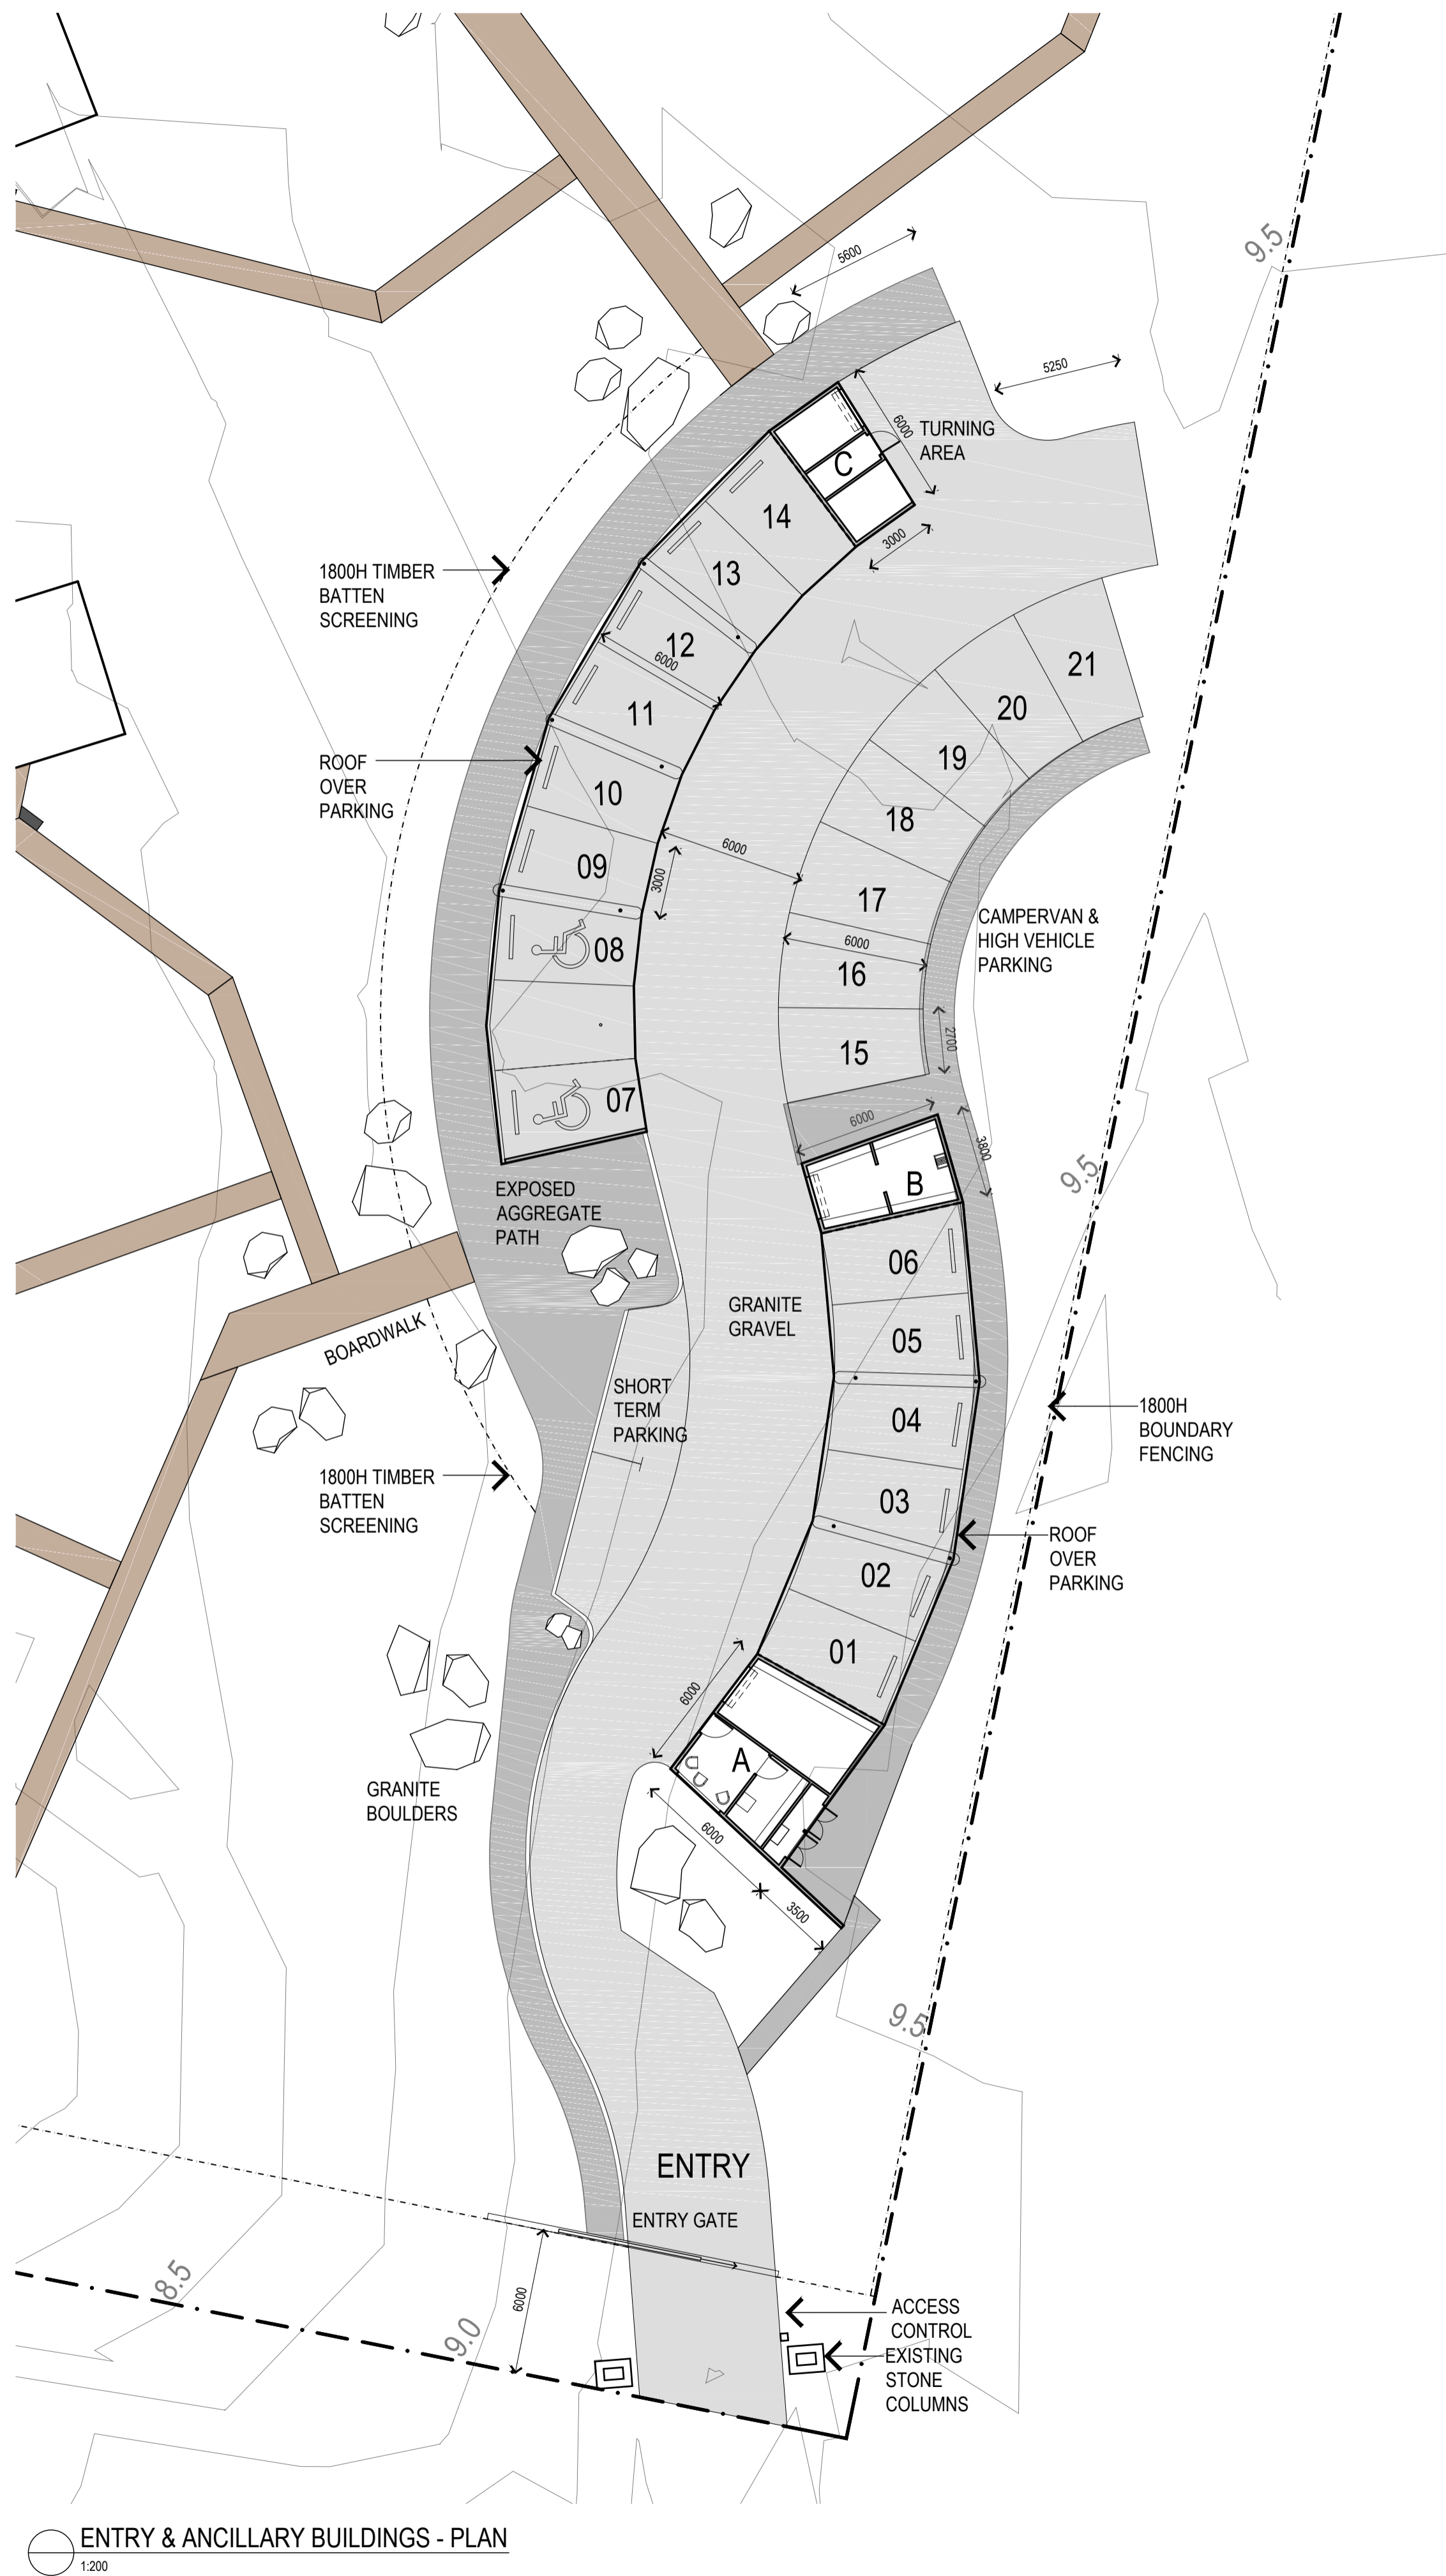 9.5
5600
5250
6000
TURNING
AREA
C
14
3000
1800H TIMBER
BATTEN
SCREENING
13
12
6000
21
11
20
ROOF
OVER
PARKING
19
10
18
6000
09
3000
17
CAMPERVAN &
HIGH VEHICLE
PARKING
08
6000
16
2700
15
07
6000
3800
9.5
EXPOSED
AGGREGATE
PATH
B
06
GRANITE
GRAVEL
BOARDWALK
05
SHORT
TERM
PARKING
04
1800H
BOUNDARY
FENCING
1800H TIMBER
BATTEN
SCREENING
03
ROOF
OVER
PARKING
02
01
6000
A
GRANITE
BOULDERS
6000
3500
9.5
ENTRY
ENTRY GATE
8.5
6000
9.0
ACCESS
CONTROL
EXISTING
STONE
COLUMNS
ENTRY & ANCILLARY BUILDINGS - PLAN
1:200